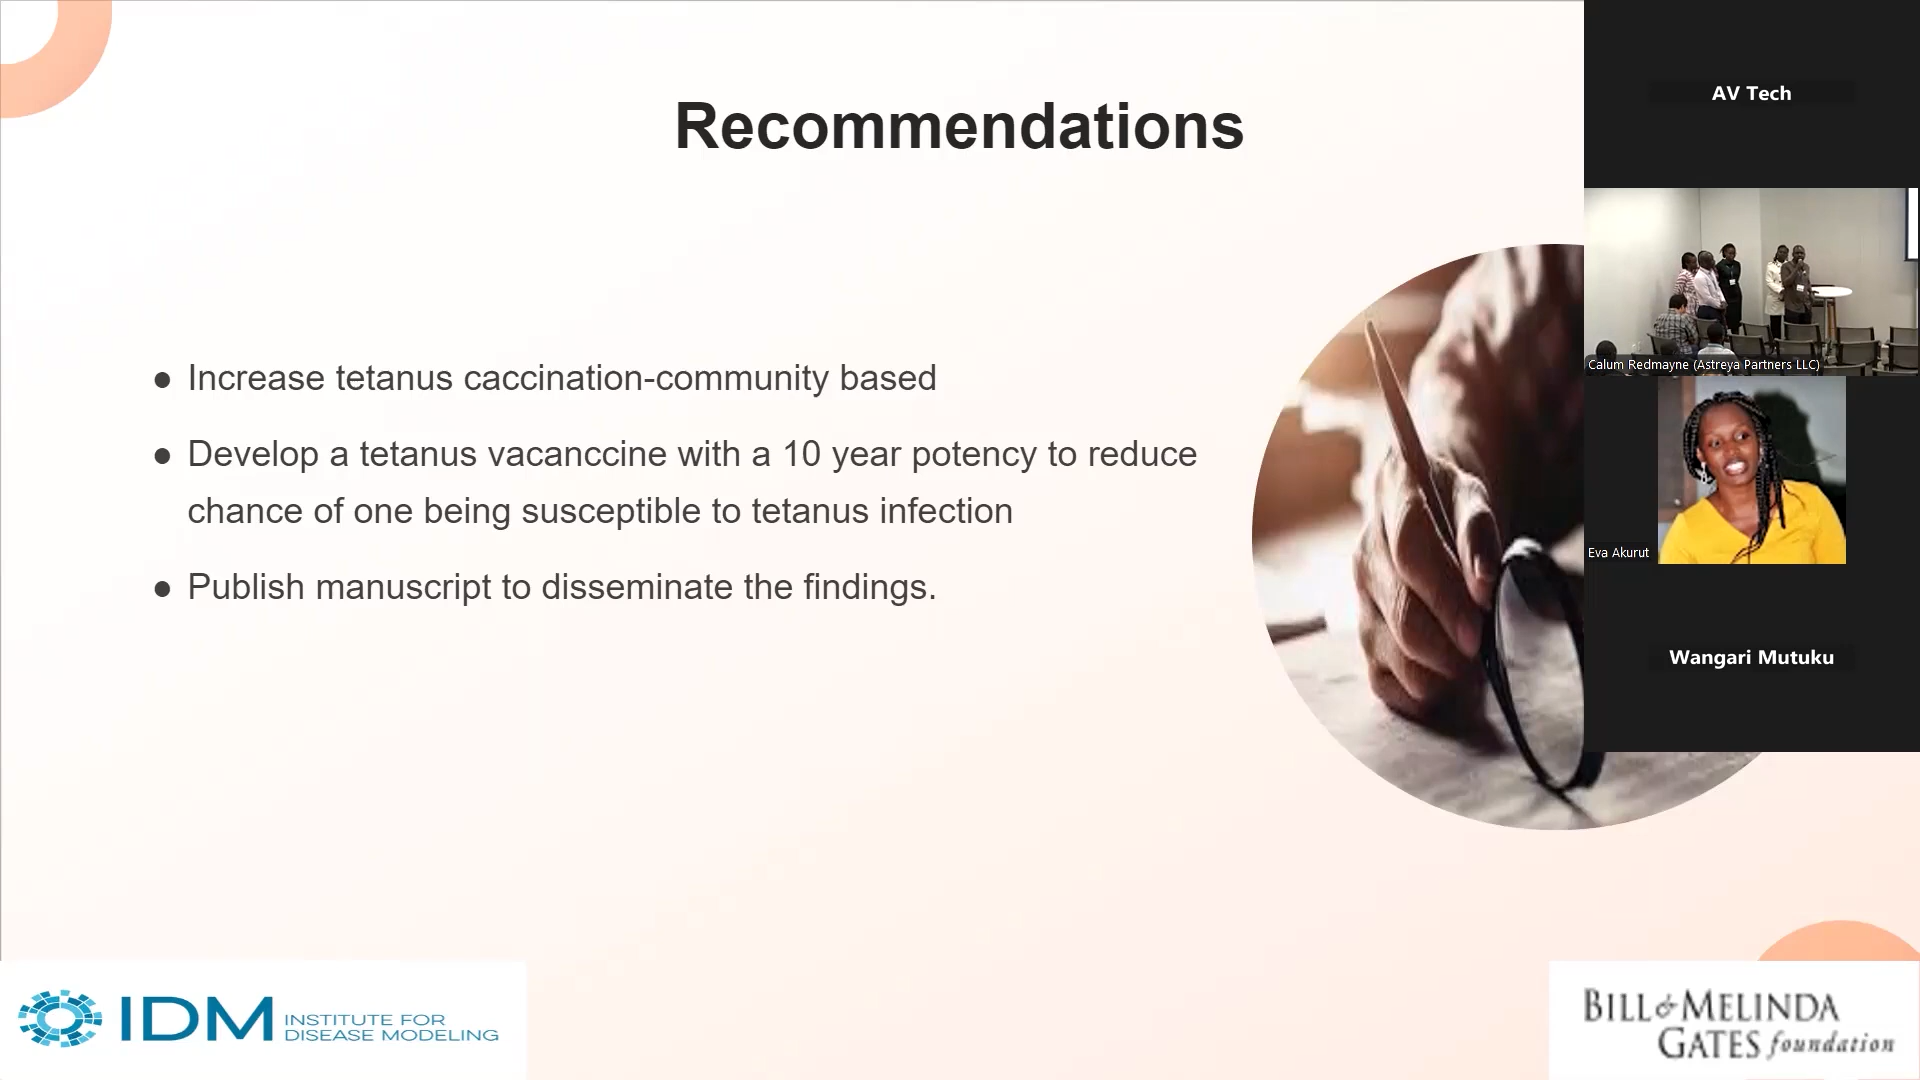 Recommendations
● Increase tetanus caccination-community based
● Develop a tetanus vacanccine with a 10 year potency to reduce
chance of one being susceptible to tetanus infection
● Publish manuscript to disseminate the findings.
AV Tech
Calum Redmayne (Astreya Partners LLC)
Eva Akurut
Wangari Mutuku
IDM INSTITUTE FOR
DISEASE MODELING
BILL & MELINDA
GATES foundation